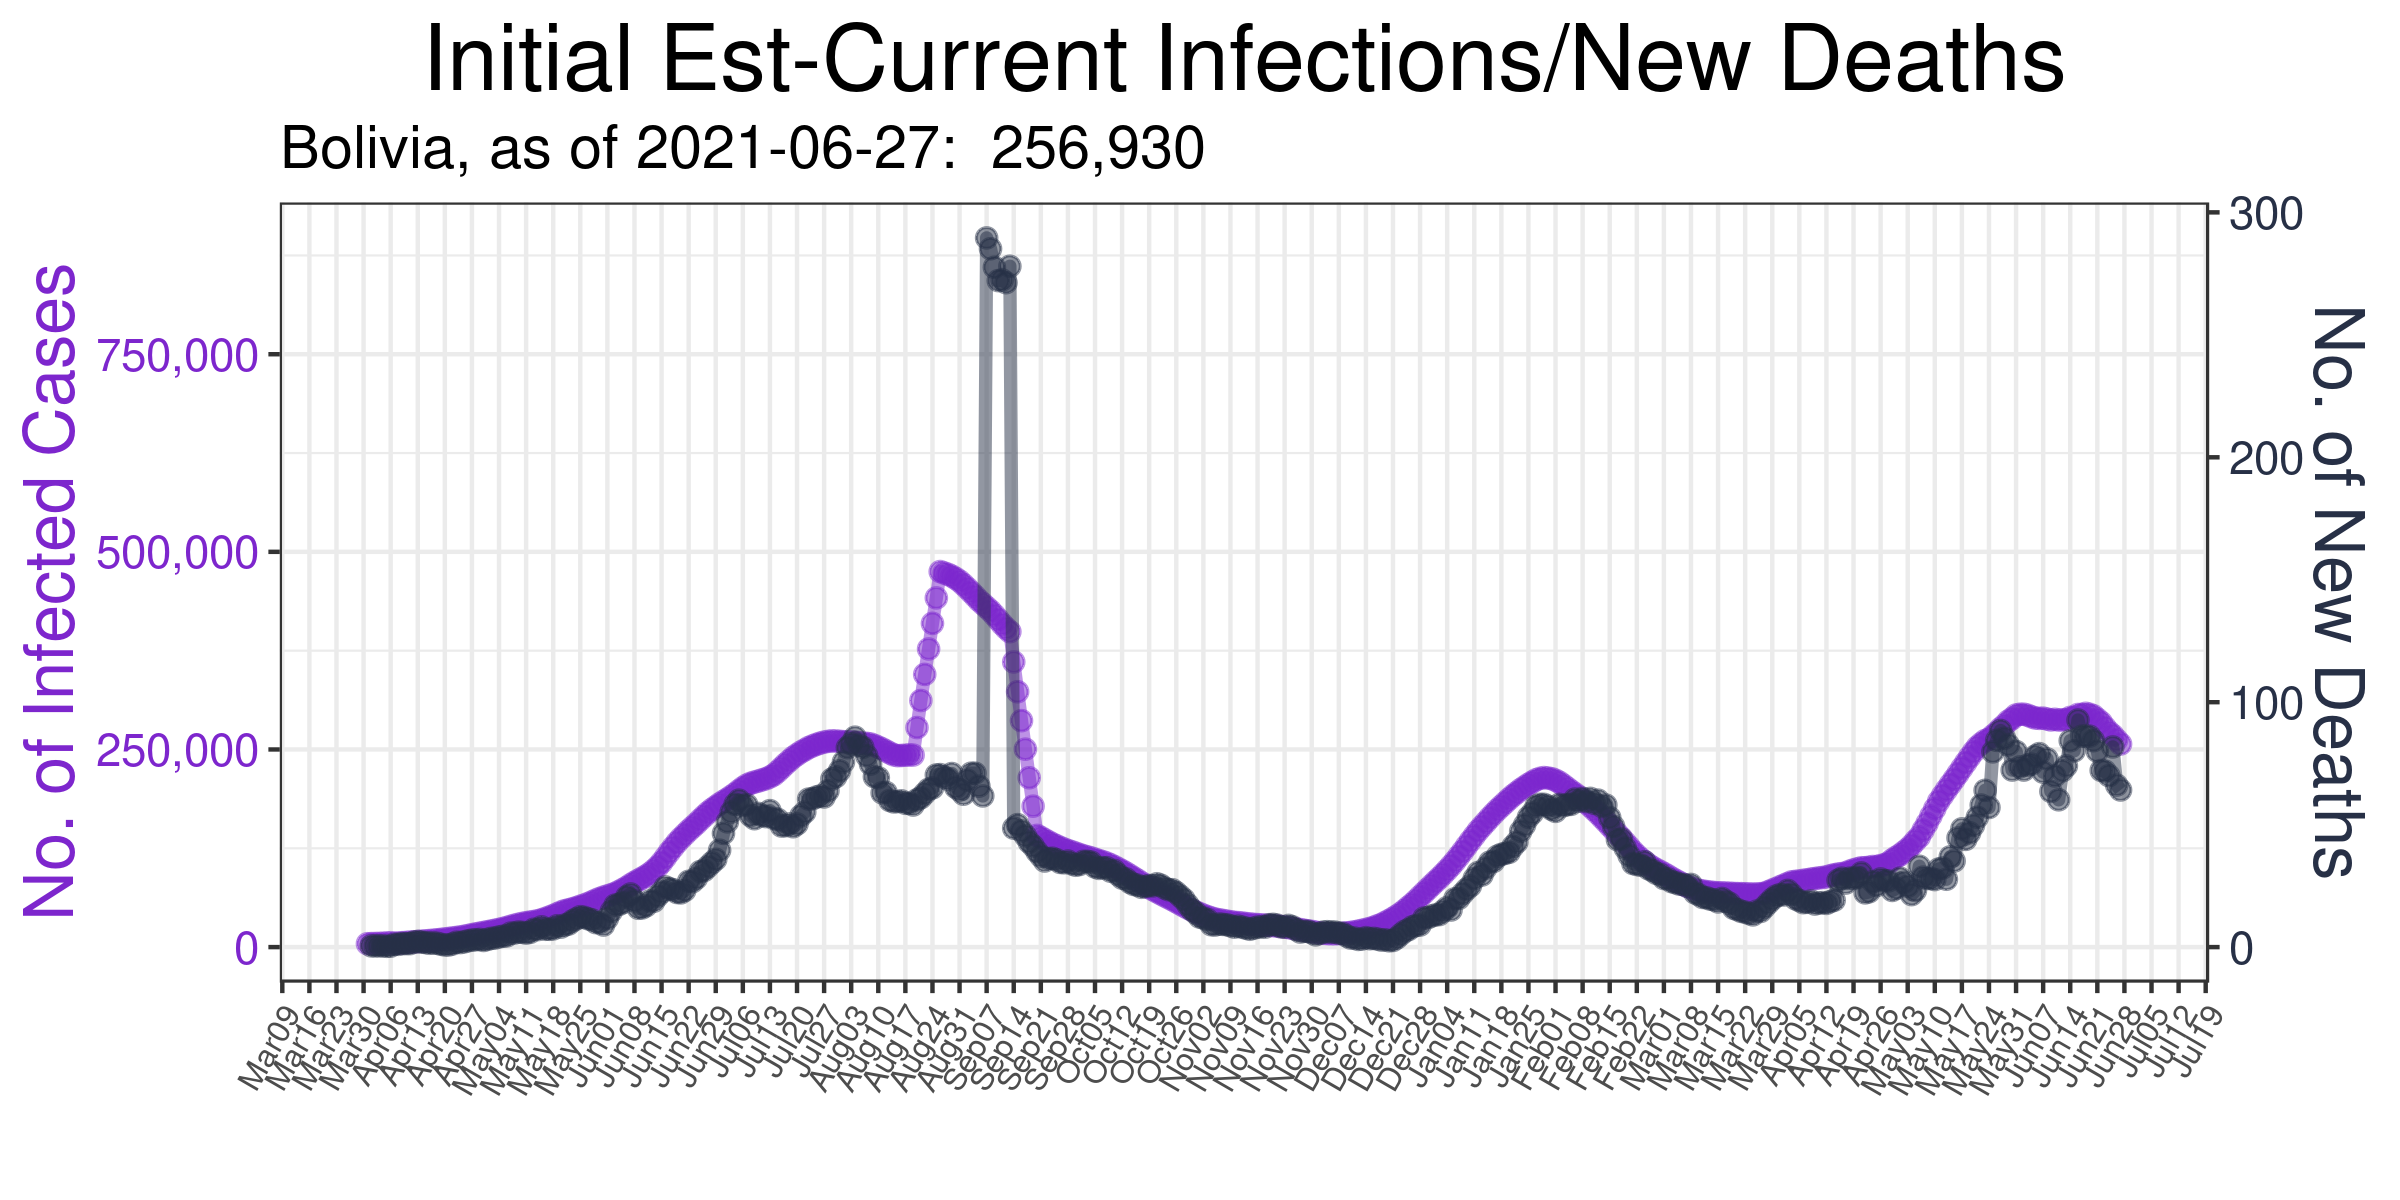 Initial Est-Current Infections/New Deaths
Bolivia, as of 2021-06-27:  256,930
No. of Infected Cases
750,000
500,000
250,000
0
300
200
100
0
No. of New Deaths
Mar09
Mar16
Mar23
Mar30
Apr06
Apr13
Apr20
Apr27
May04
May11
May18
May25
Jun01
Jun08
Jun15
Jun22
Jun29
Jul06
Jul13
Jul20
Jul27
Aug03
Aug10
Aug17
Aug24
Aug31
Sep07
Sep14
Sep21
Sep28
Oct05
Oct12
Oct19
Oct26
Nov02
Nov09
Nov16
Nov23
Nov30
Dec07
Dec14
Dec21
Dec28
Jan04
Jan11
Jan18
Jan25
Feb01
Feb08
Feb15
Feb22
Mar01
Mar08
Mar15
Mar22
Mar29
Apr05
Apr12
Apr19
Apr26
May03
May10
May17
May24
May31
Jun07
Jun14
Jun21
Jun28
Jul05
Jul12
Jul19